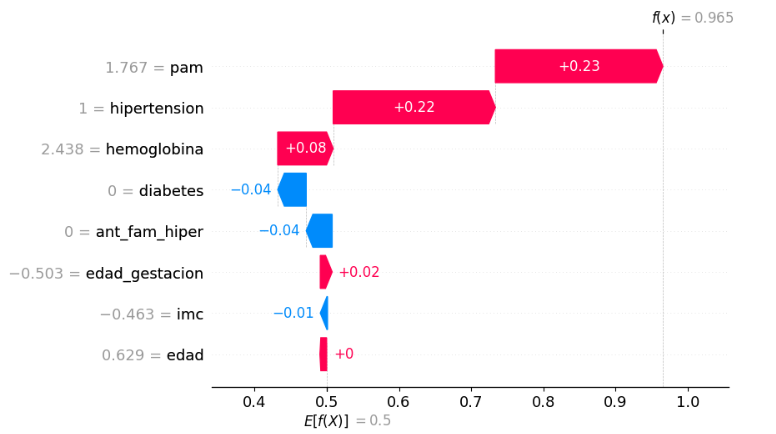 f(x) = 0.965
1.767 = pam +0.23
1 = hipertension +0.22
2.438 = hemoglobina +0.08
0 = diabetes −0.04
0 = ant_fam_hiper −0.04
−0.503 = edad_gestacion +0.02
−0.463 = imc −0.01
0.629 = edad +0
0.4 0.5 0.6 0.7 0.8 0.9 1.0
E[f(X)] = 0.5